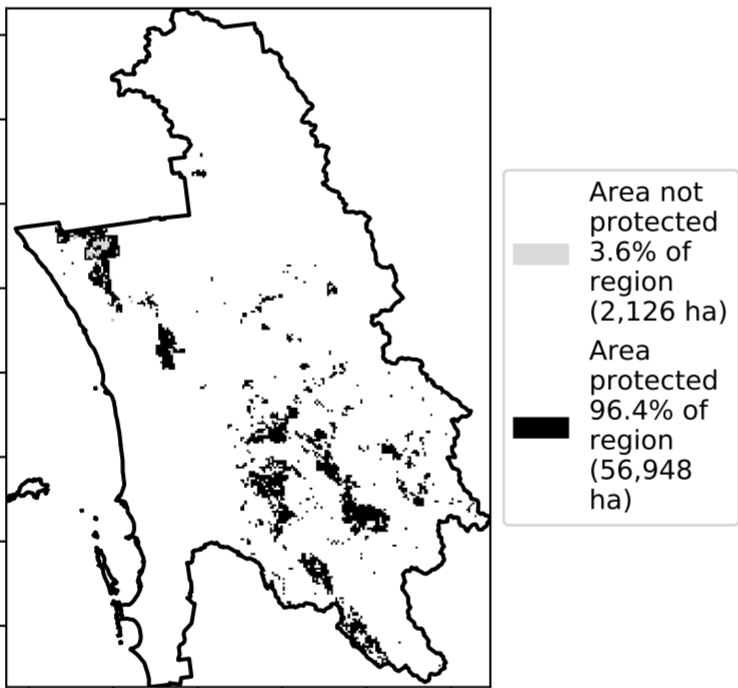 Area not
protected
3.6% of
region
(2,126 ha)
Area
protected
96.4% of
region
(56,948
ha)